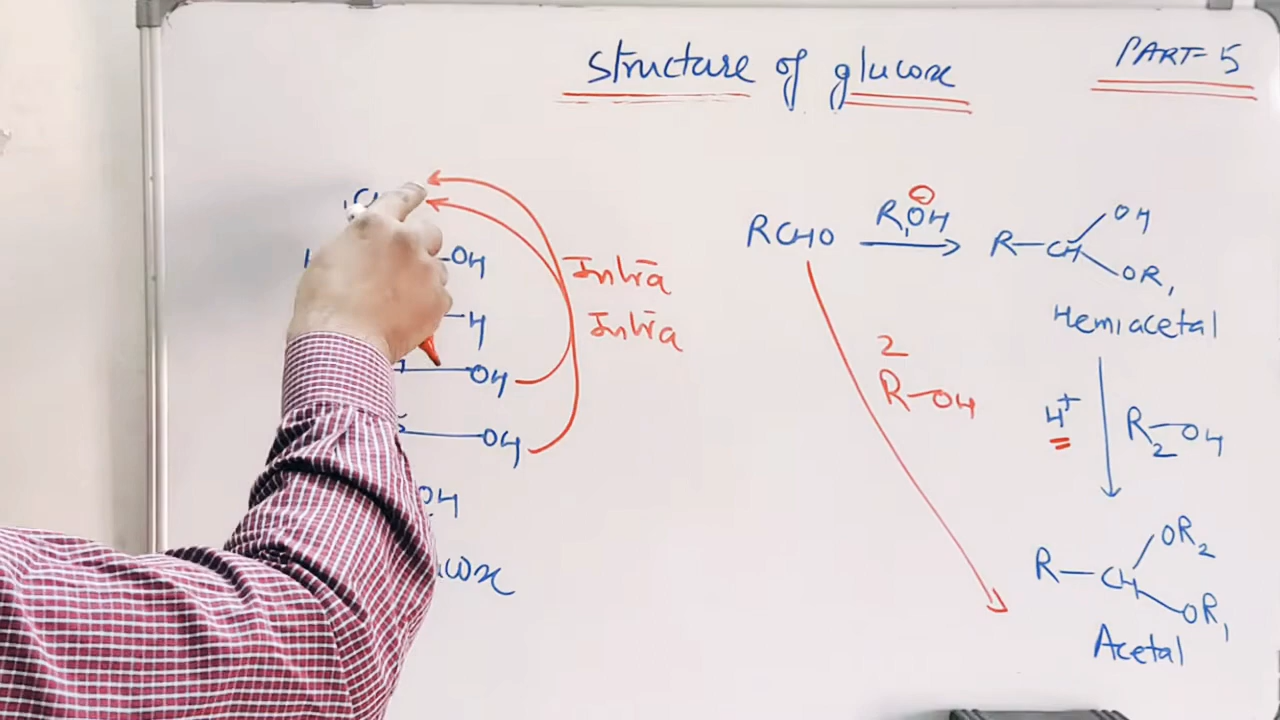 Structure of glucose
PART-5
OH
H
OH
OH
OH
Intra
Intra
RCHO
R₁OH
R-CH
OH
OR₁
Hemiacetal
2
R-OH
H⁺
R₂-OH
R-CH
OR₂
OR₁
Acetal